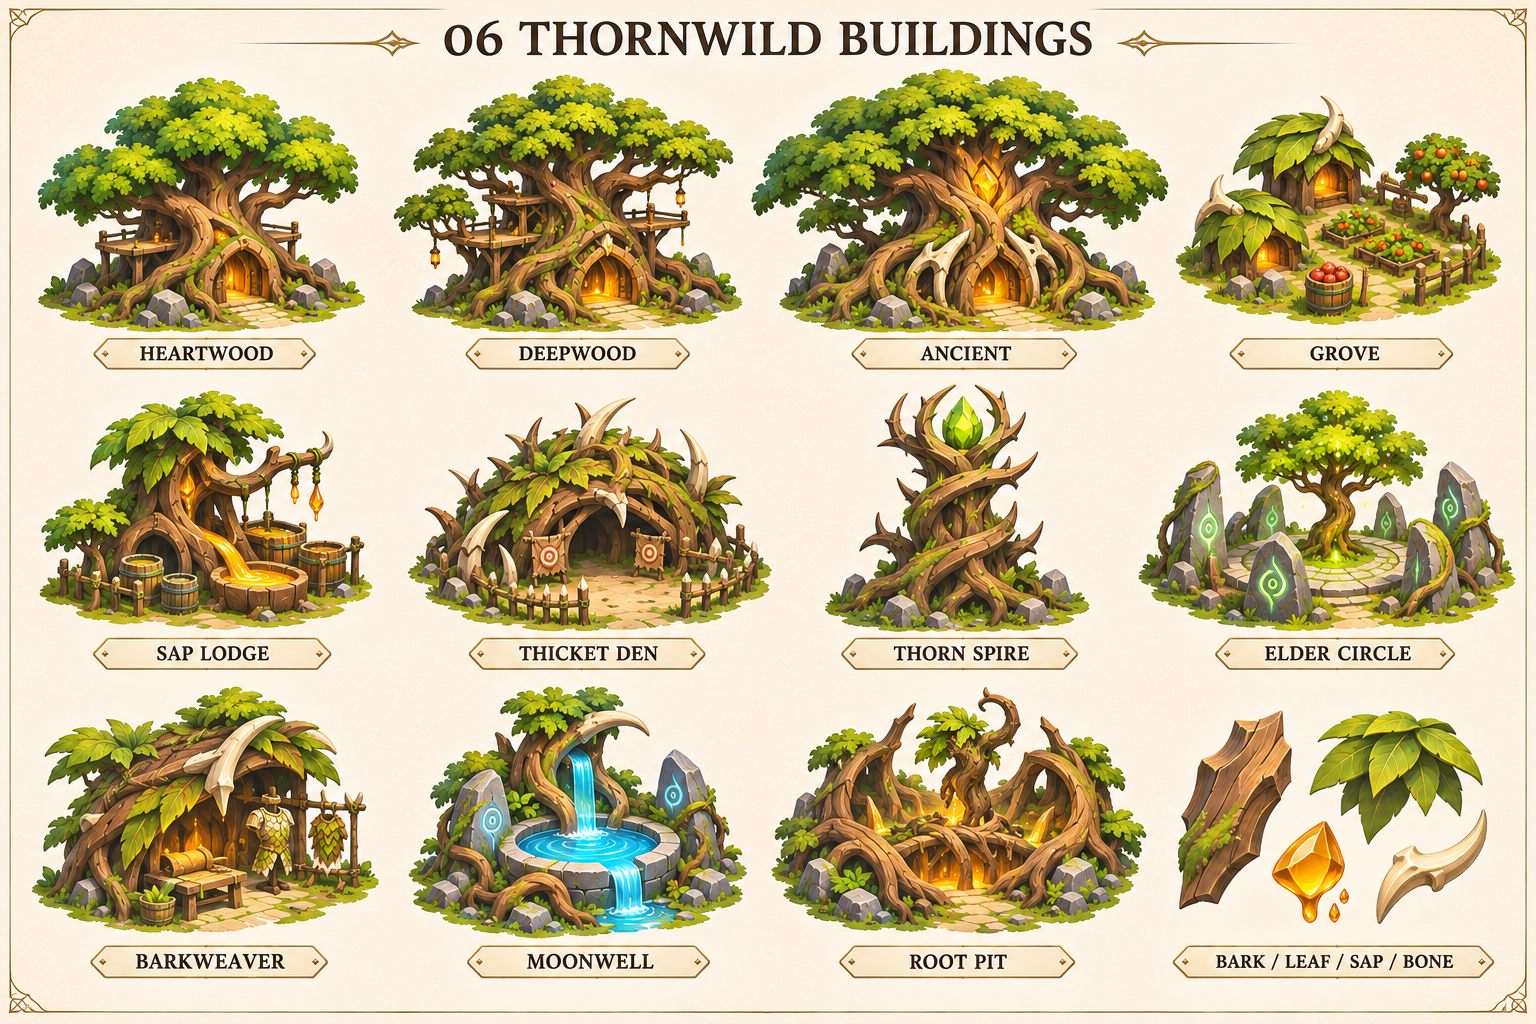 06 THORNWILD BUILDINGS
HEARTWOOD
DEEPWOOD
ANCIENT
GROVE
SAP LODGE
THICKET DEN
THORN SPIRE
ELDER CIRCLE
BARKWEAVER
MOONWELL
ROOT PIT
BARK / LEAF / SAP / BONE